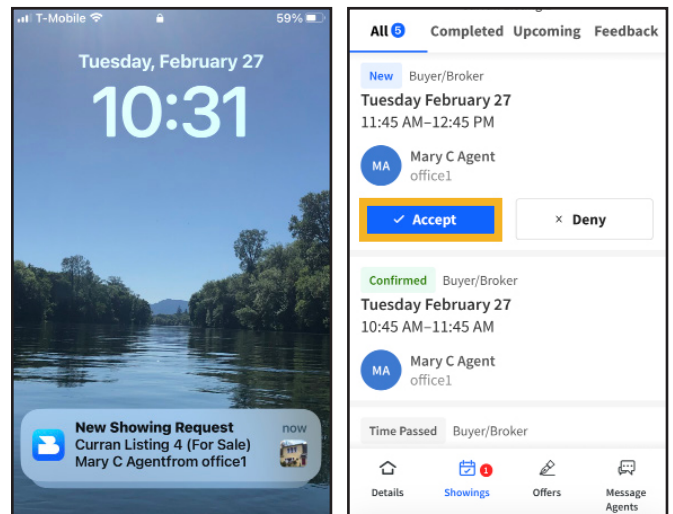 T-Mobile
59%
Tuesday, February 27
10:31
New Showing Request
now
Curran Listing 4 (For Sale)
Mary C Agentfrom office1
All 5 Completed Upcoming Feedback
New Buyer/Broker
Tuesday February 27
11:45 AM–12:45 PM
MA
Mary C Agent
office1
✓ Accept
× Deny
Confirmed Buyer/Broker
Tuesday February 27
10:45 AM–11:45 AM
MA
Mary C Agent
office1
Time Passed Buyer/Broker
1
Details Showings Offers Message
Agents